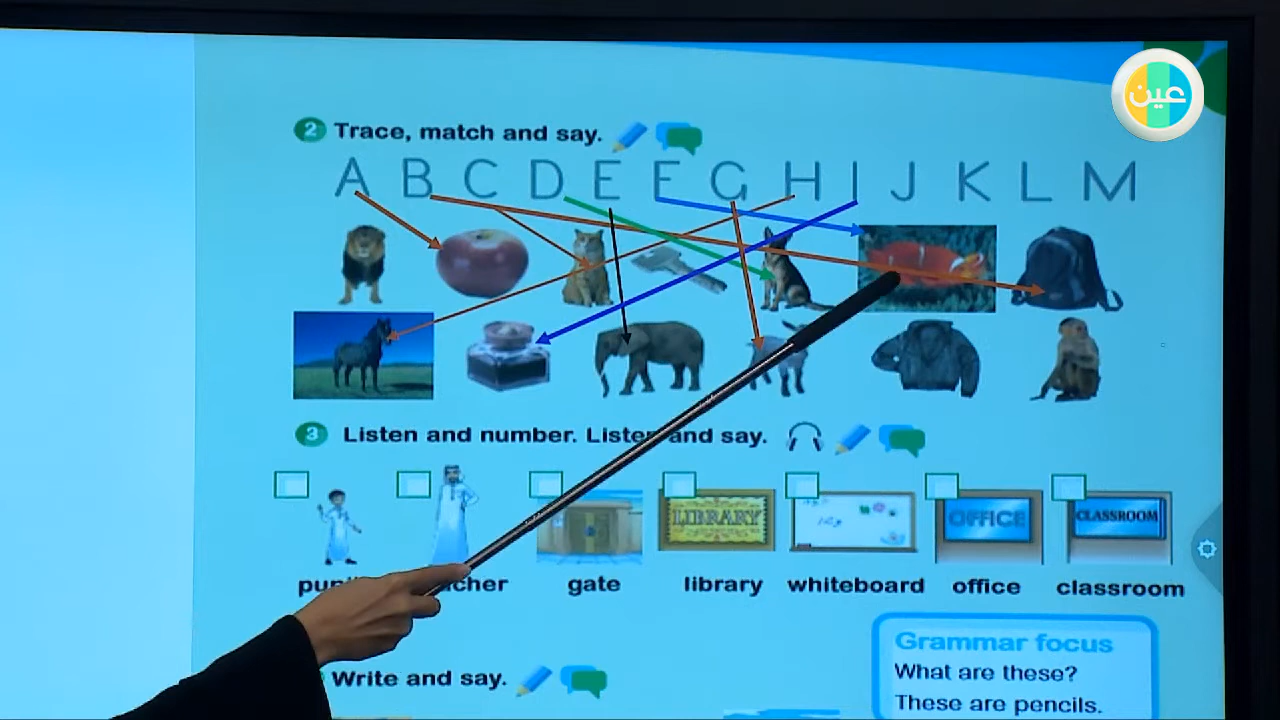 عين
2 Trace, match and say.
A B C D E F G H I J K L M
3 Listen and number. Listen and say.
LIBRARY
OFFICE
CLASSROOM
gate library whiteboard office classroom
Write and say.
Grammar focus
What are these?
These are pencils.